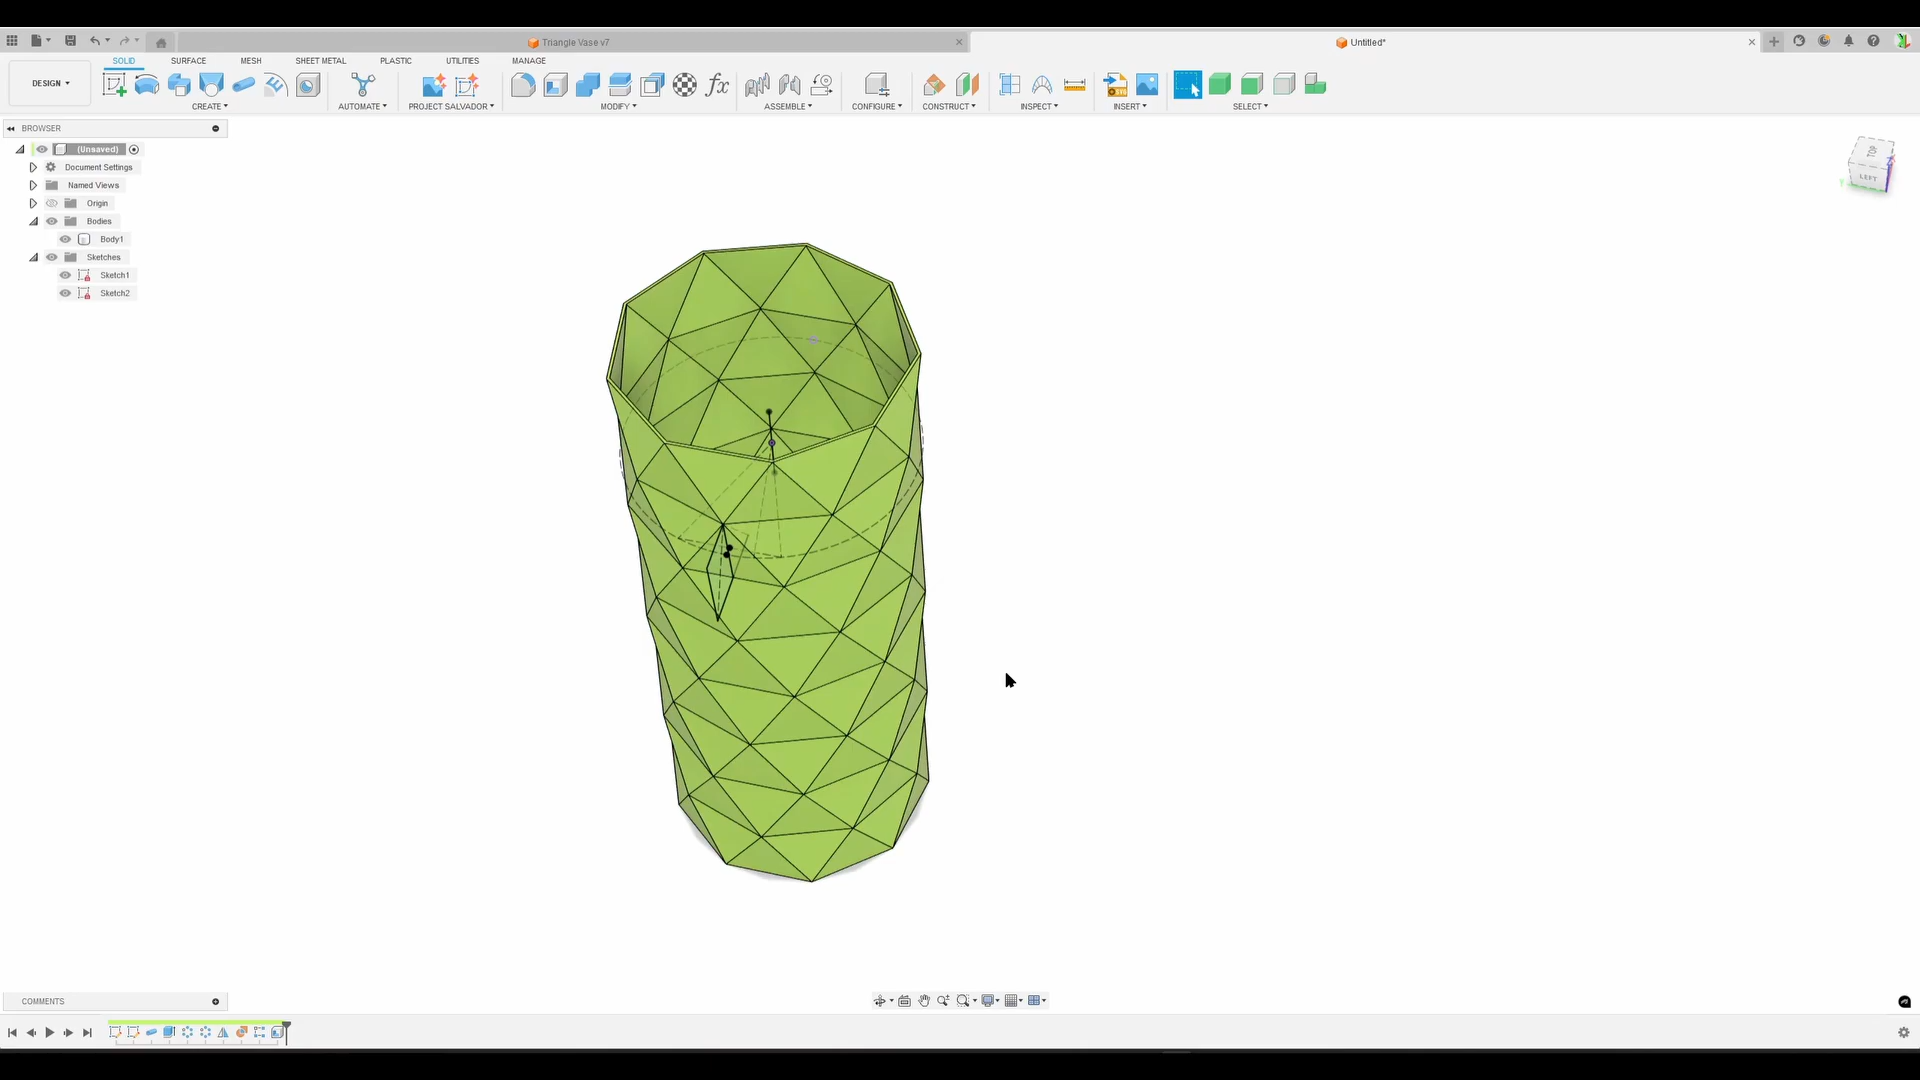 Triangle Vase v7
Untitled*
SOLID SURFACE MESH SHEET METAL PLASTIC UTILITIES MANAGE
DESIGN
CREATE AUTOMATE PROJECT SALVADOR MODIFY fx ASSEMBLE CONFIGURE CONSTRUCT INSPECT INSERT SELECT
BROWSER
(Unsaved)
Document Settings
Named Views
Origin
Bodies
Body1
Sketches
Sketch1
Sketch2
TOP
LEFT
COMMENTS